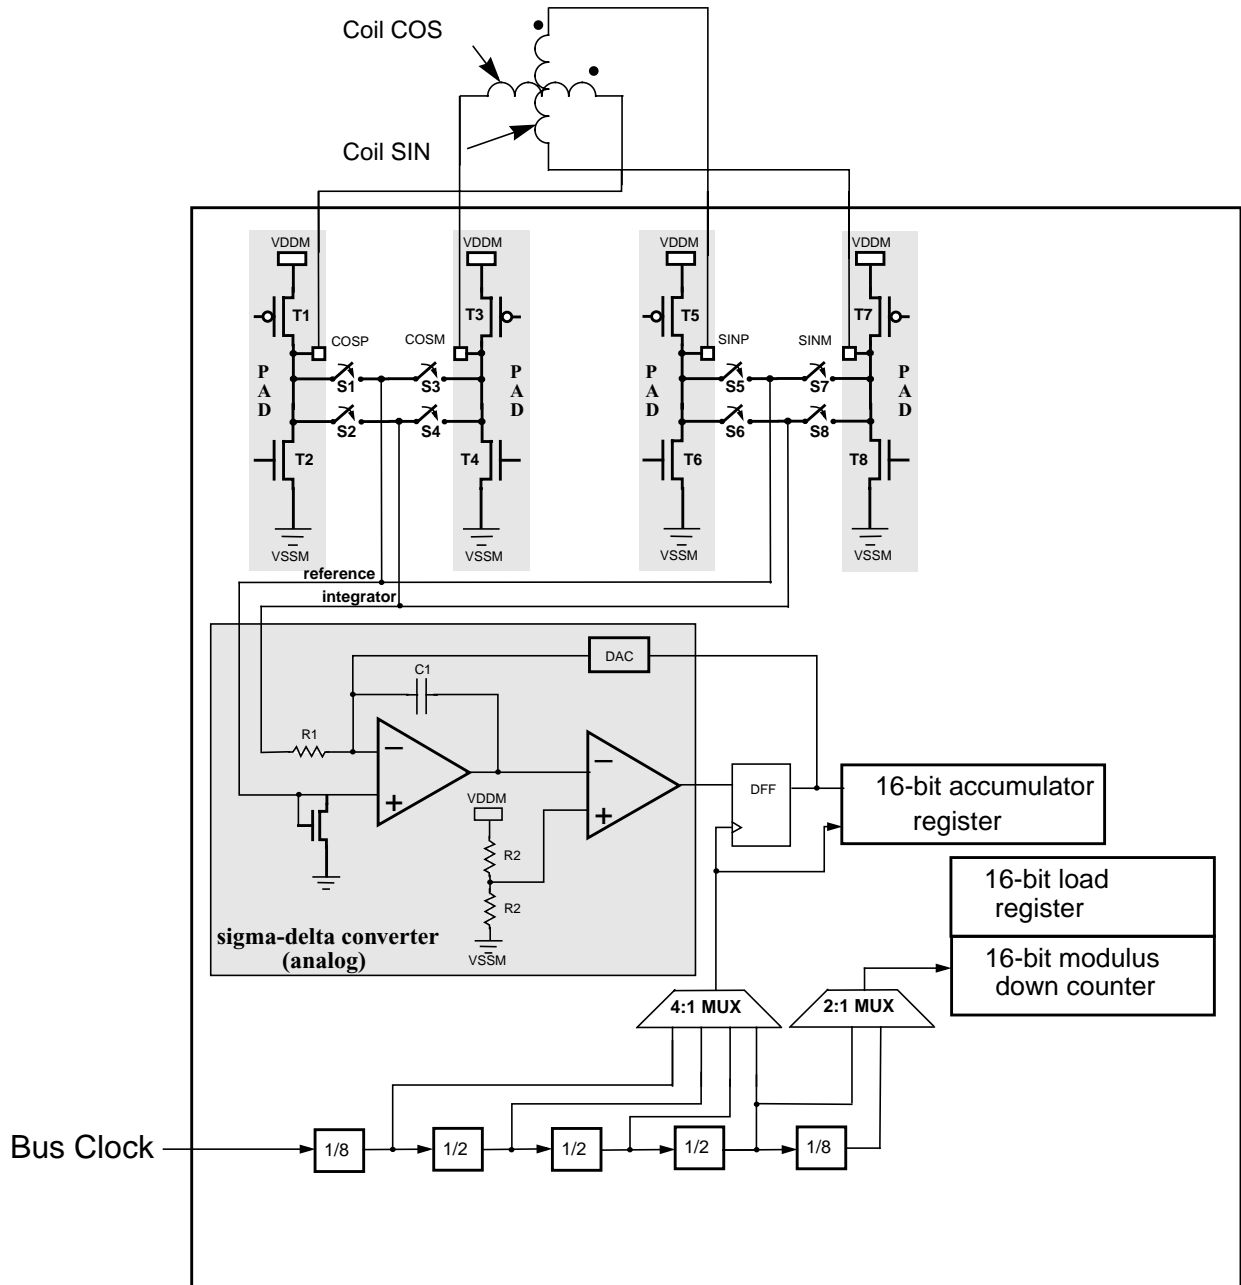 Coil COS
Coil SIN
VDDM
VDDM
VDDM
VDDM
T1
T3
T5
T7
COSP
COSM
SINP
SINM
P
A
D
S1
S3
P
A
D
P
A
D
S5
S7
P
A
D
S2
S4
S6
S8
T2
T4
T6
T8
VSSM
VSSM
VSSM
VSSM
reference
integrator
DAC
C1
R1
−
+
−
+
VDDM
R2
R2
VSSM
DFF
16-bit accumulator
register
16-bit load
register
16-bit modulus
down counter
sigma-delta converter
(analog)
4:1 MUX
2:1 MUX
Bus Clock
1/8
1/2
1/2
1/2
1/8